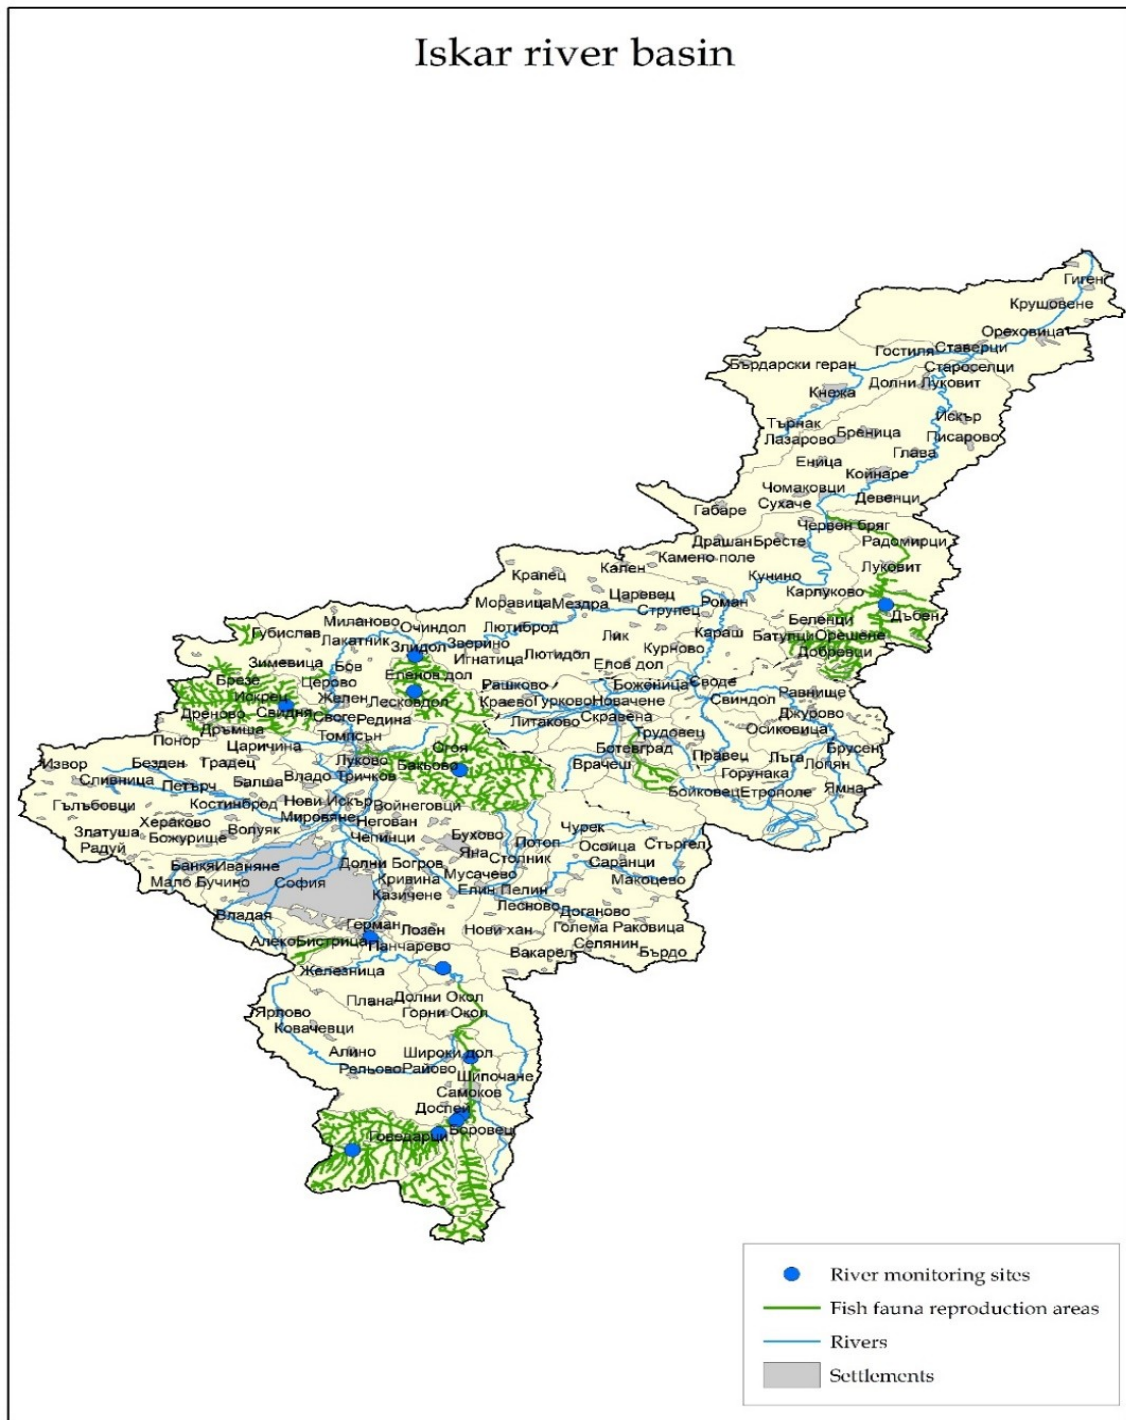 Iskar river basin
Гиген
Крушовене
Ореховица
Гостиля Ставерци
Бърдарски геран Староселци
Долни Луковит
Кнежа
Търнак Искър
Лазарово Бреница Писарово
Глава
Еница
Койнаре
Чомаковци
Габаре Сухаче Девенци
Червен бряг
Драшан Бресте Радомирци
Камено поле
Крапец Кален Луковит
Кунино
Моравица Мездра Царевец Роман Карлуково
Струпец Дъбен
Миланово Очиндол Лютиброд Беленци
Губислав Лакатник Лик Караш Батулци Орешене
Злидол Зверино Курново Добревци
Зимевица Бов Игнатица Лютидол
Брезе Церово Еленов дол Елов дол Своде
Искрец Желен Лесковдол Рашково Боженица Равнище
Дреново Свидня Своге Редина Краево Гурково Новачене Свиндол Джурово
Дръмша Литаково Скравена Осиковица
Понор Царичина Томпсън Огоя Трудовец
Извор Безден Градец Луково Бакьово Ботевград Правец Лъга Брусен
Сливница Петърч Балша Владо Тричков Врачеш Горунака Лопян
Гълъбовци Костинброд Нови Искър Войнеговци Бойковец Етрополе Ямна
Хераково Мировяне Негован
Златуша Божурище Волуяк Чепинци Бухово Потоп Чурек
Радуй Яна Столник Осоица Стъргел
Банкя Иваняне Долни Богров Мусачево Саранци
Мало Бучино София Кривина Елин Пелин Макоцево
Казичене Лесново
Владая Доганово
Герман Лозен Нови хан Голема Раковица
Алеко Бистрица Панчарево Селянин
Вакарел Бърдо
Железница
Плана Долни Окол
Ярлово Горни Окол
Ковачевци
Алино Широки дол
Рельово Райово
Шипочане
Самоков
Доспей
Говедарци Боровец
River monitoring sites
Fish fauna reproduction areas
Rivers
Settlements